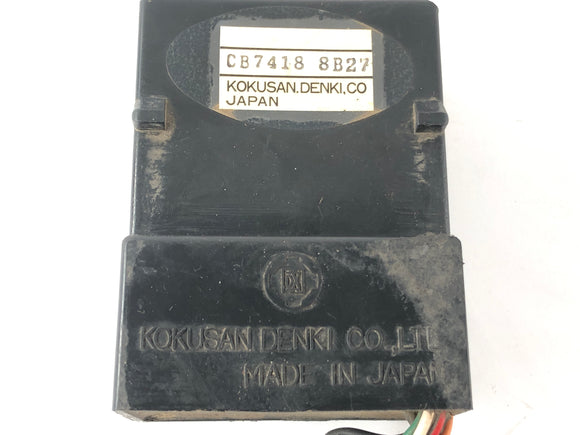 CB7418 8B27
KOKUSAN.DENKI,CO
JAPAN
KOKUSAN DENKI CO.,LTD
MADE IN JAPAN